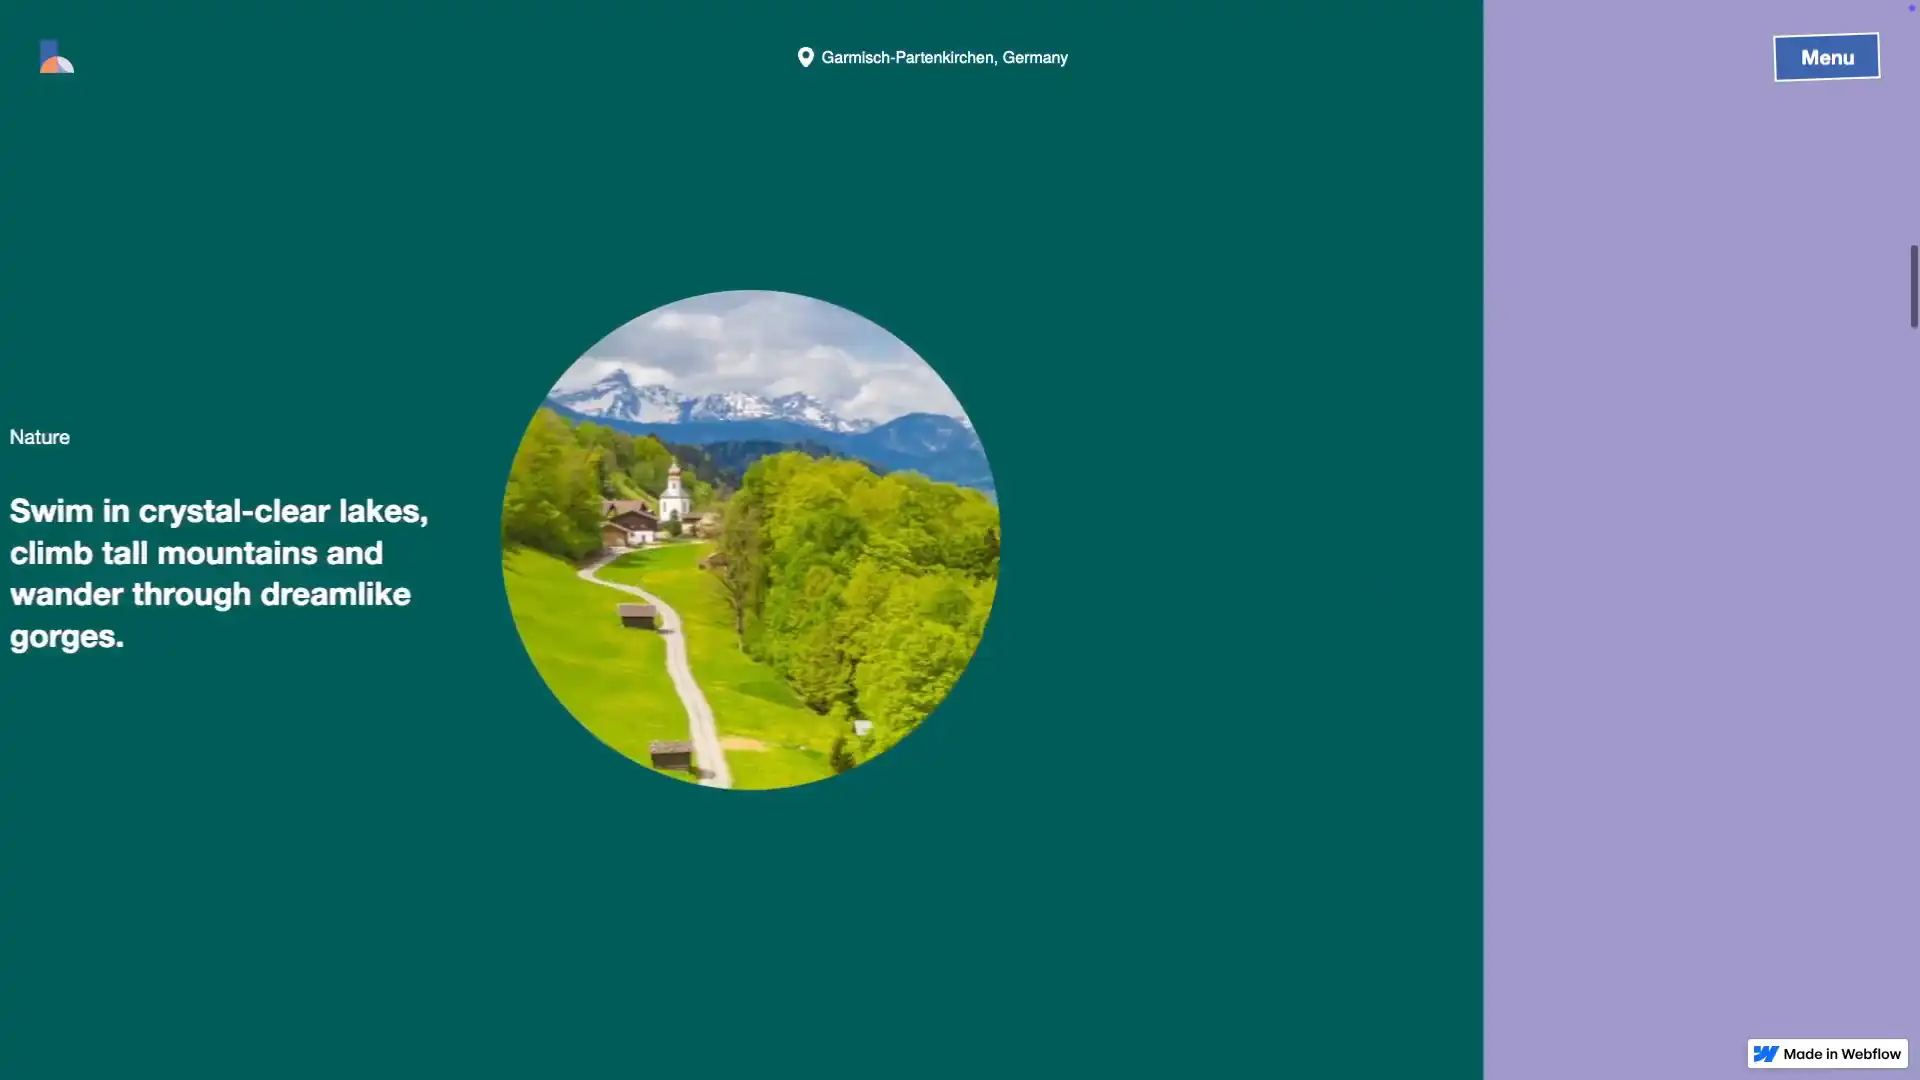 Garmisch-Partenkirchen, Germany
Menu
Nature
Swim in crystal-clear lakes,
climb tall mountains and
wander through dreamlike
gorges.
Made in Webflow